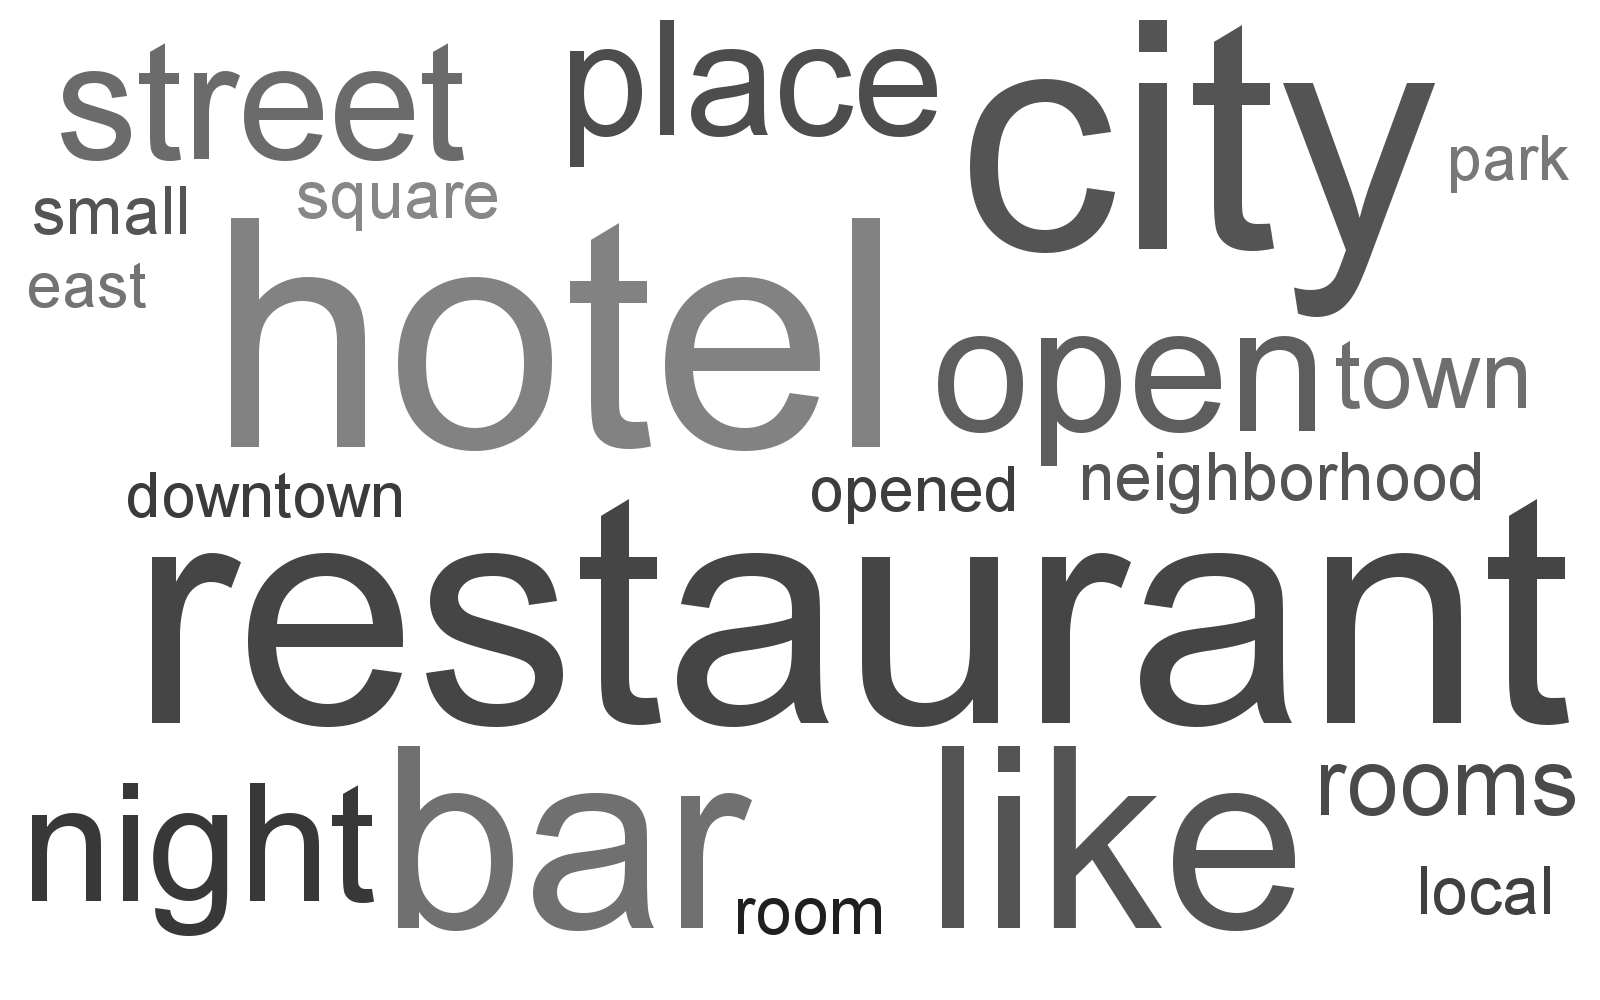 street place city
park
small square
east hotel
open town
downtown opened neighborhood
restaurant
night bar like rooms
room local